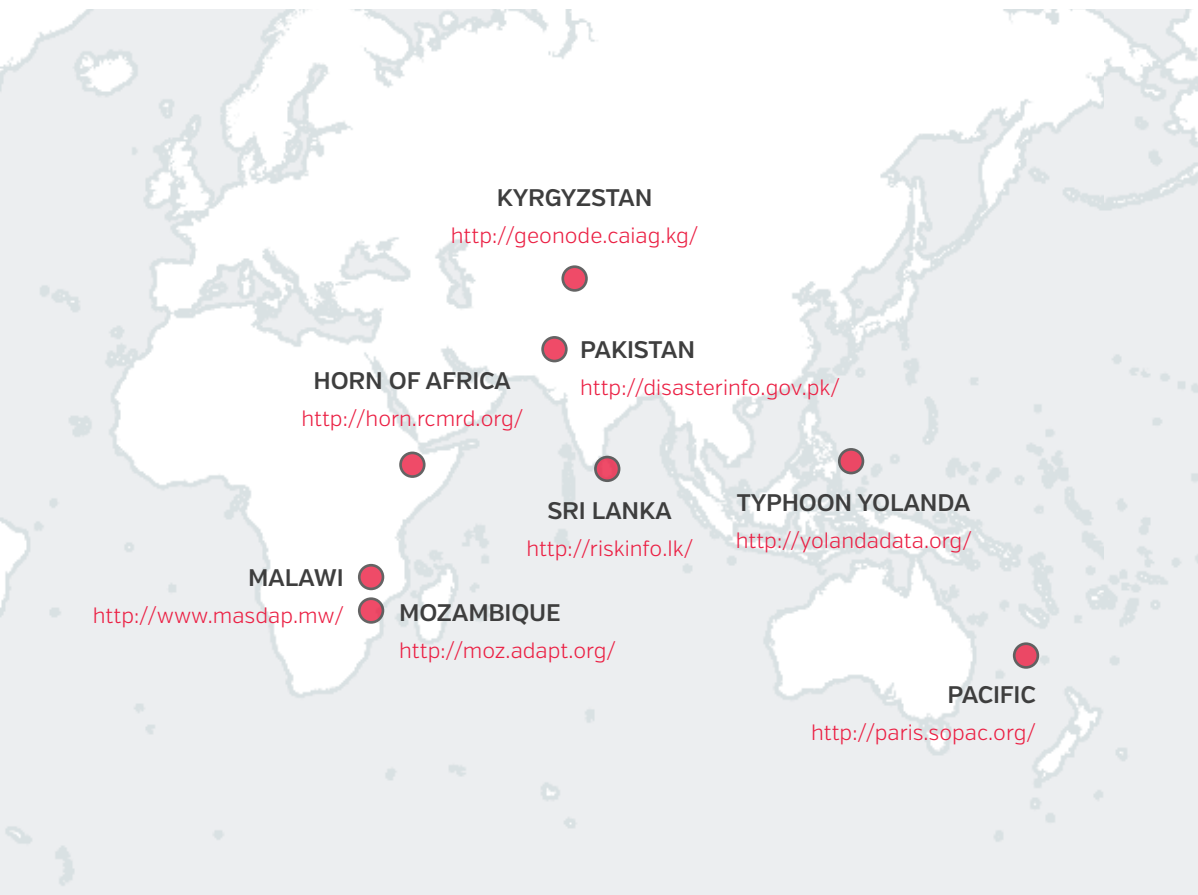 KYRGYZSTAN
http://geonode.caiag.kg/
PAKISTAN
http://disasterinfo.gov.pk/
HORN OF AFRICA
http://horn.rcmrd.org/
SRI LANKA
http://riskinfo.lk/
TYPHOON YOLANDA
http://yolandadata.org/
MALAWI
http://www.masdap.mw/
MOZAMBIQUE
http://moz.adapt.org/
PACIFIC
http://paris.sopac.org/